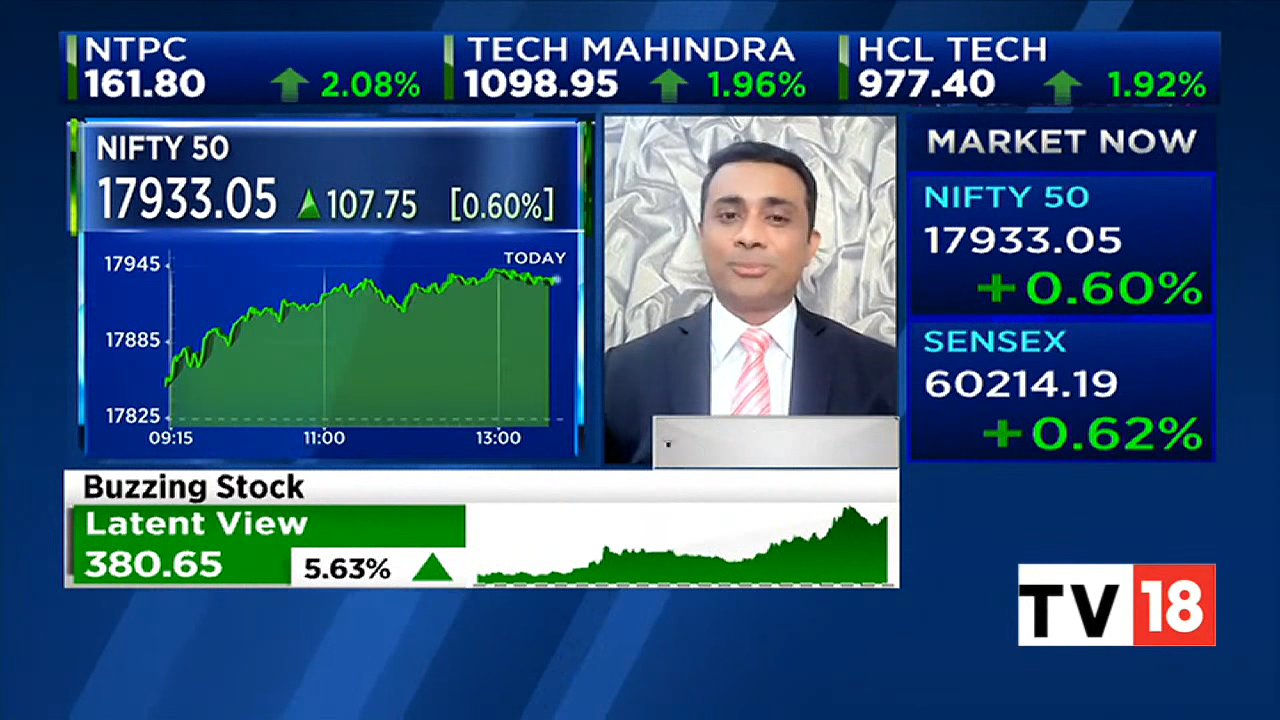 NTPC
161.80 2.08%
TECH MAHINDRA
1098.95 1.96%
HCL TECH
977.40 1.92%
NIFTY 50
17933.05 107.75 [0.60%]
TODAY
17945
17885
17825
09:15 11:00 13:00
MARKET NOW
NIFTY 50
17933.05
+0.60%
SENSEX
60214.19
+0.62%
Buzzing Stock
Latent View
380.65 5.63%
TV18